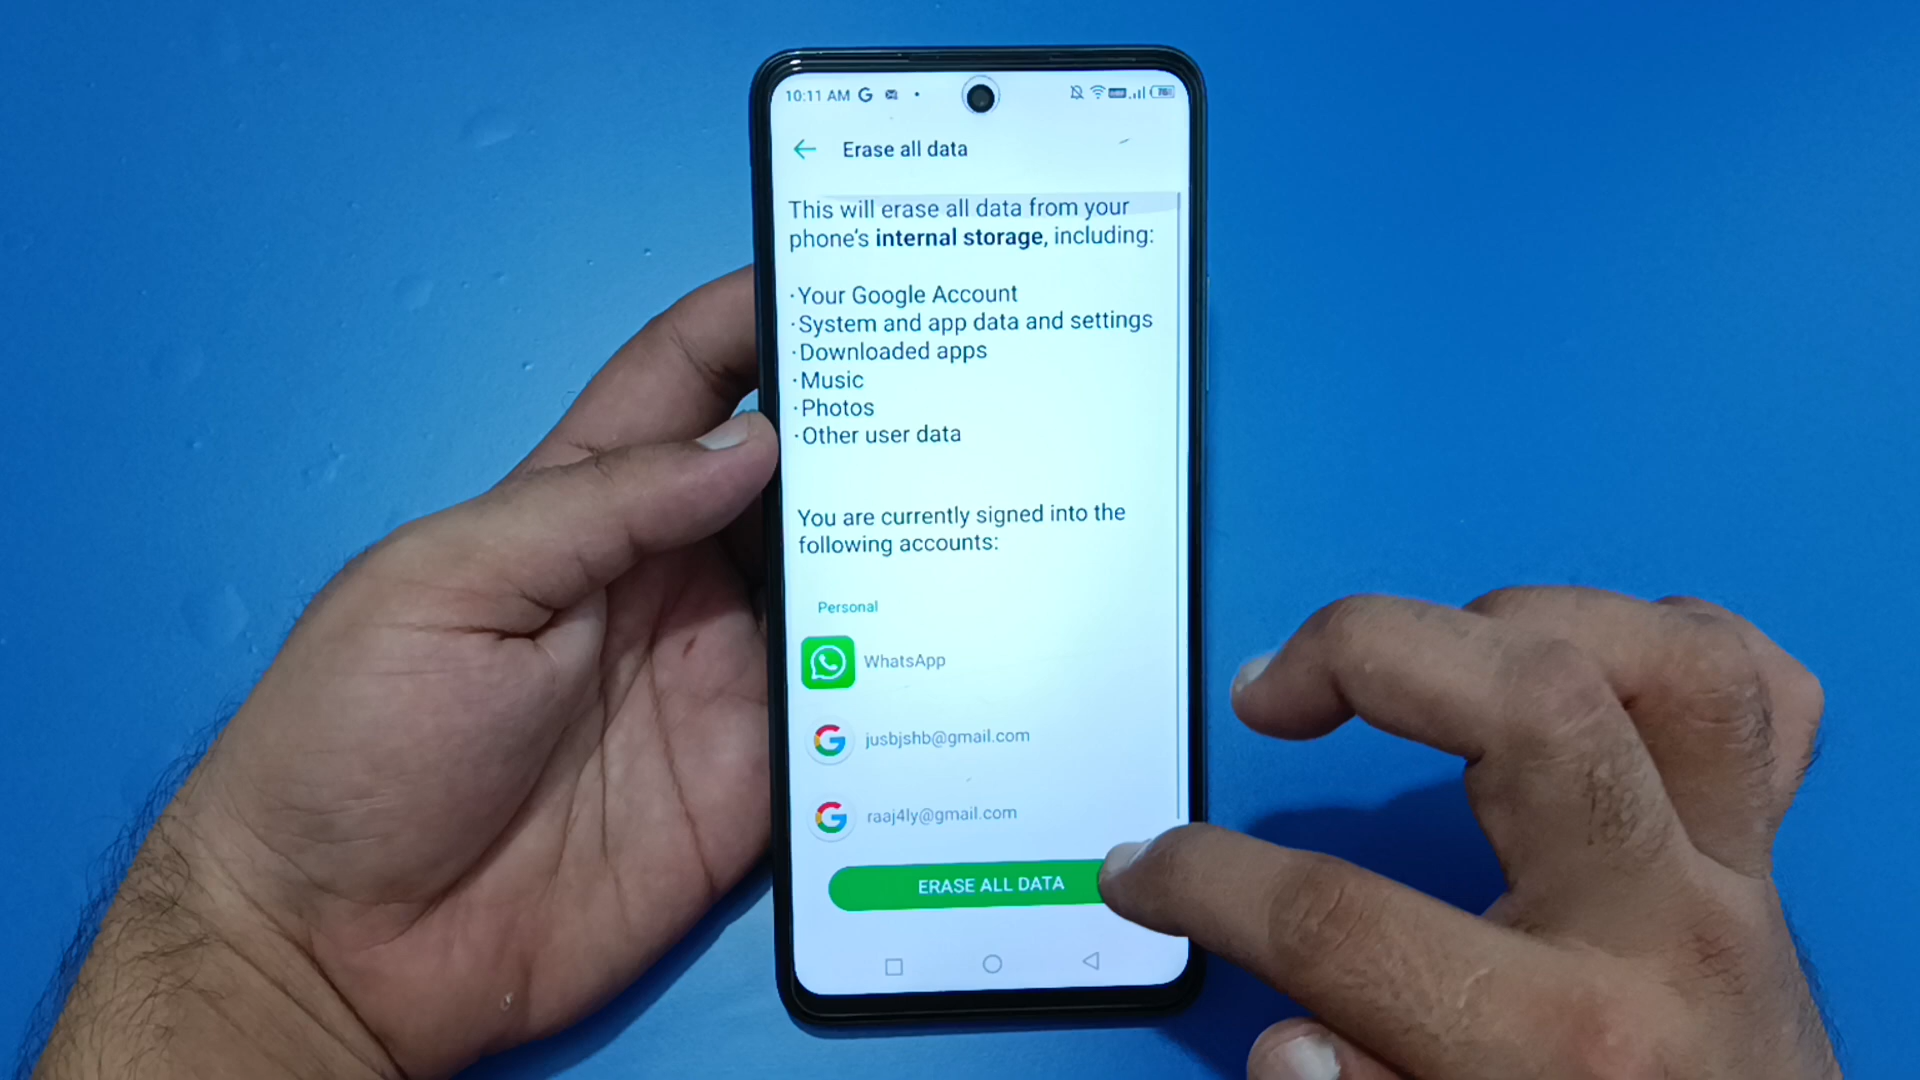 10:11 AM G
Erase all data
This will erase all data from your
phone's internal storage, including:
·Your Google Account
·System and app data and settings
·Downloaded apps
·Music
·Photos
·Other user data
You are currently signed into the
following accounts:
Personal
WhatsApp
jusbjshb@gmail.com
raaj4ly@gmail.com
ERASE ALL DATA